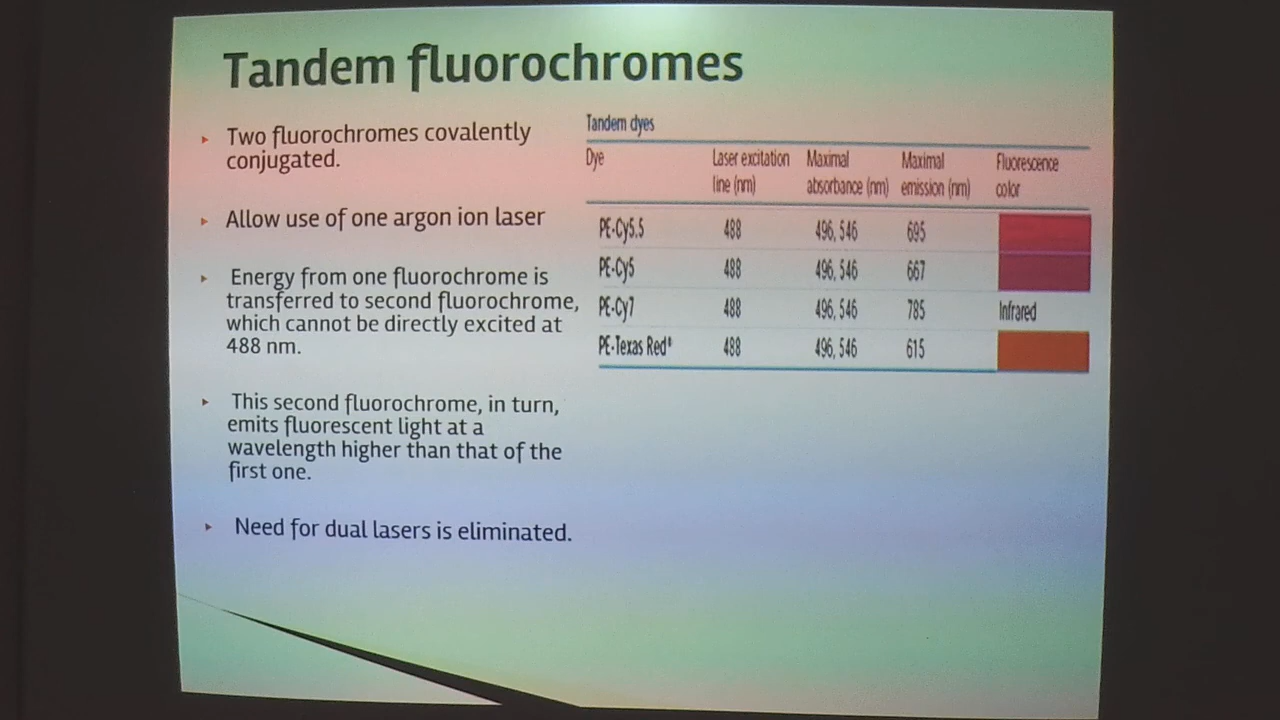 Tandem fluorochromes
▸ Two fluorochromes covalently
conjugated.
▸ Allow use of one argon ion laser
▸ Energy from one fluorochrome is
transferred to second fluorochrome,
which cannot be directly excited at
488 nm.
▸ This second fluorochrome, in turn,
emits fluorescent light at a
wavelength higher than that of the
first one.
▸ Need for dual lasers is eliminated.
Tandem dyes
Dye Laser excitation Maximal Maximal Fluorescence
line (nm) absorbance (nm) emission (nm) color
PE-Cy5.5 488 496, 546 695
PE-Cy5 488 496, 546 667
PE-Cy7 488 496, 546 785 Infrared
PE-Texas Red® 488 496, 546 615